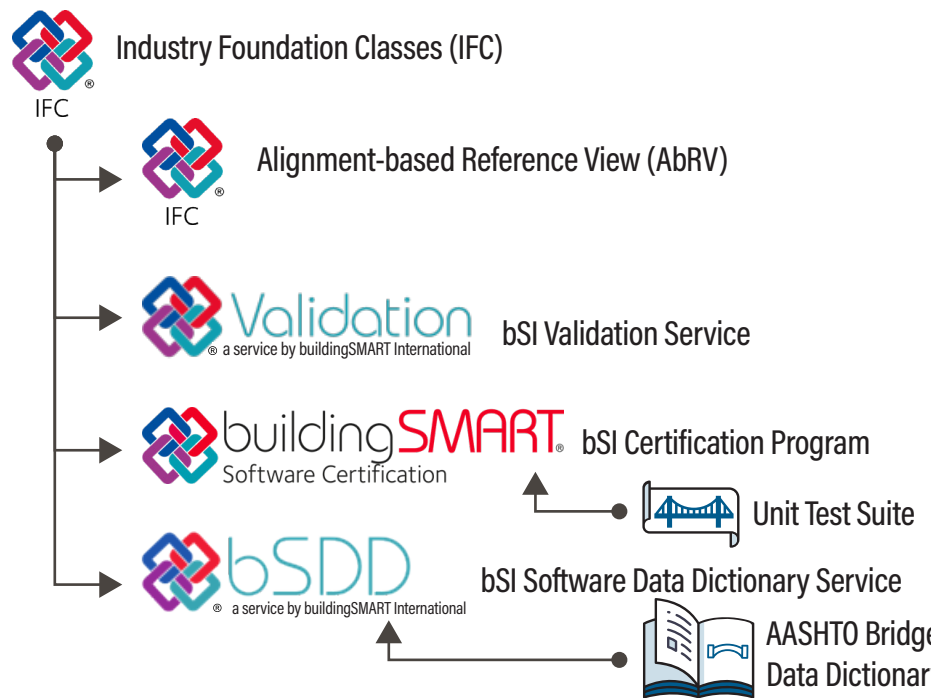 Industry Foundation Classes (IFC)
®
IFC
Alignment-based Reference View (AbRV)
®
IFC
Validation
® a service by buildingSMART International
bSI Validation Service
buildingSMART®
Software Certification
bSI Certification Program
Unit Test Suite
bSDD
® a service by buildingSMART International
bSI Software Data Dictionary Service
AASHTO Bridge
Data Dictionar